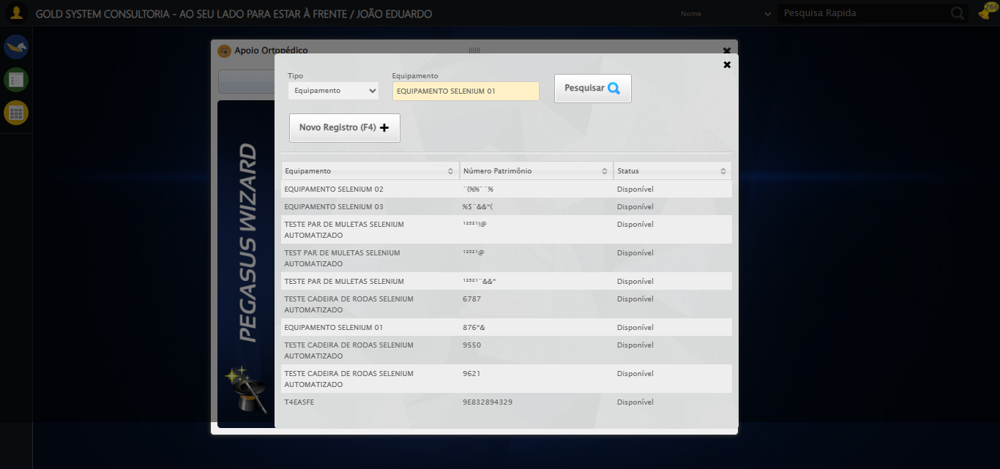 GOLD SYSTEM CONSULTORIA - AO SEU LADO PARA ESTAR À FRENTE / JOÃO EDUARDO
Nome
Pesquisa Rapida
266
Apoio Ortopédico
Tipo
Equipamento
Equipamento
EQUIPAMENTO SELENIUM 01
Pesquisar
Novo Registro (F4)
PEGASUS WIZARD
Equipamento Número Patrimônio Status
EQUIPAMENTO SELENIUM 02 ¨(%%¨¨% Disponível
EQUIPAMENTO SELENIUM 03 %$¨&&*( Disponível
TESTE PAR DE MULETAS SELENIUM ¹²³²¹!@ Disponível
AUTOMATIZADO
TEST PAR DE MULETAS SELENIUM ¹²³²¹@ Disponível
AUTOMATIZADO
TESTE PAR DE MULETAS SELENIUM ¹²³²¹¨&&* Disponível
TESTE CADEIRA DE RODAS SELENIUM 6787 Disponível
AUTOMATIZADO
EQUIPAMENTO SELENIUM 01 876*& Disponível
TESTE CADEIRA DE RODAS SELENIUM 9550 Disponível
AUTOMATIZADO
TESTE CADEIRA DE RODAS SELENIUM 9621 Disponível
AUTOMATIZADO
T4EASFE 9E832894329 Disponível